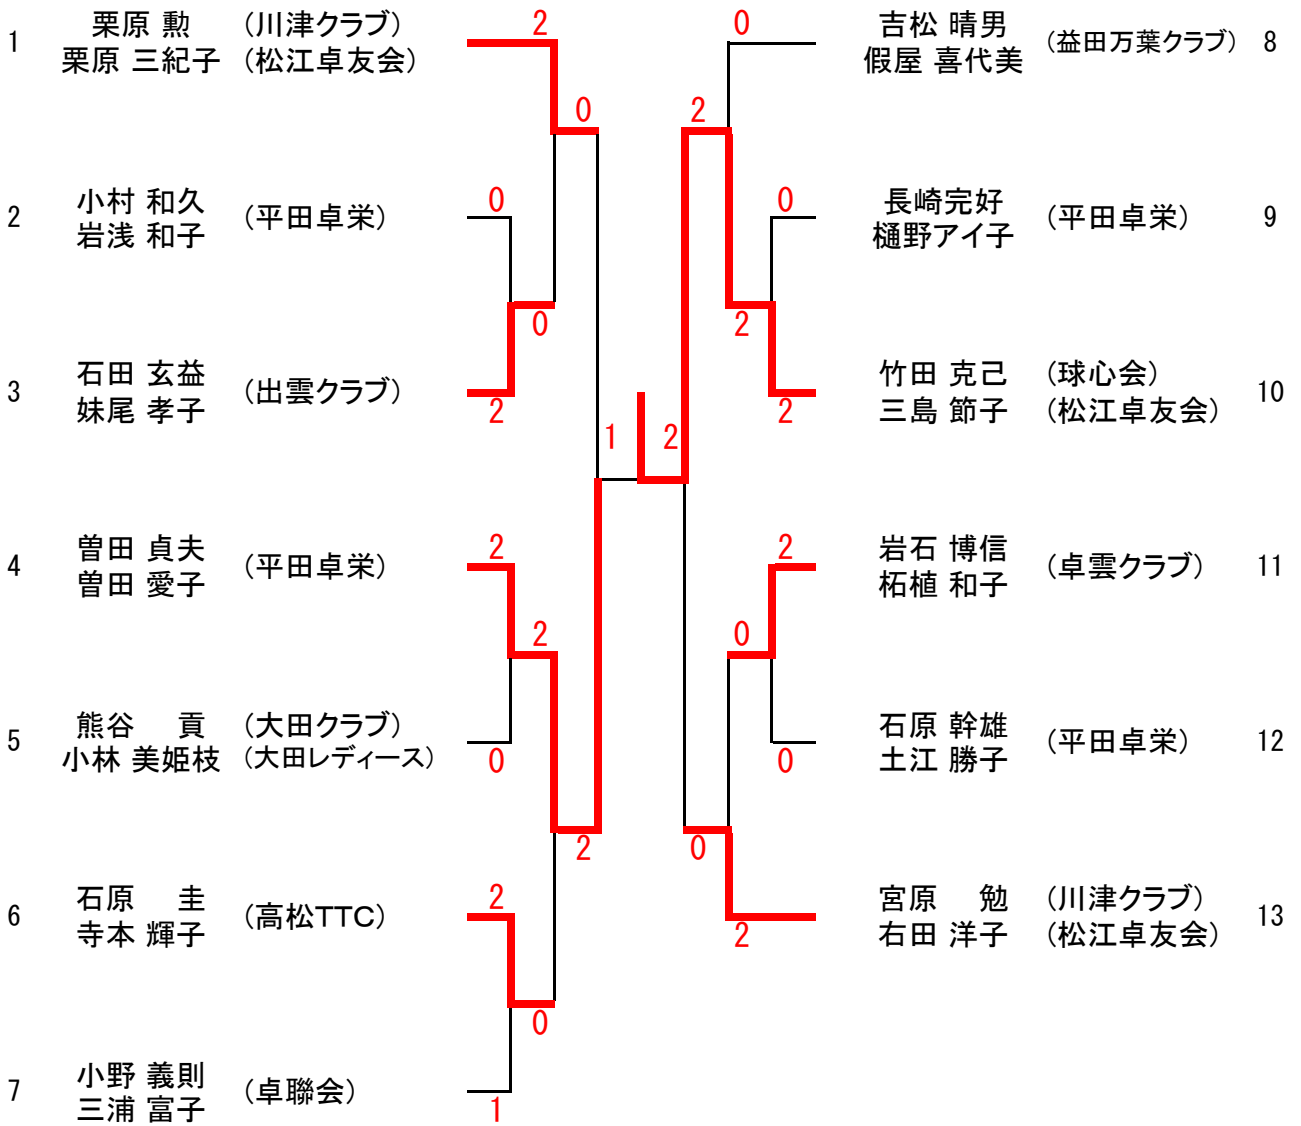 1 栗原 勲 (川津クラブ) 2
栗原 三紀子 (松江卓友会)
0
2 小村 和久 (平田卓栄) 0
岩浅 和子
0
3 石田 玄益 (出雲クラブ) 2
妹尾 孝子
4 曽田 貞夫 (平田卓栄) 2
曽田 愛子
2
5 熊谷 貢 (大田クラブ) 0
小林 美姫枝 (大田レディース)
2
6 石原 圭 (高松TTC) 2
寺本 輝子
0
7 小野 義則 (卓聯会) 1
三浦 富子
1 2
0 吉松 晴男 (益田万葉クラブ) 8
假屋 喜代美
2
0 長崎完好 (平田卓栄) 9
樋野アイ子
2
2 竹田 克己 (球心会) 10
三島 節子 (松江卓友会)
2 岩石 博信 (卓雲クラブ) 11
柘植 和子
0
0 石原 幹雄 (平田卓栄) 12
土江 勝子
0
2 宮原 勉 (川津クラブ) 13
右田 洋子 (松江卓友会)